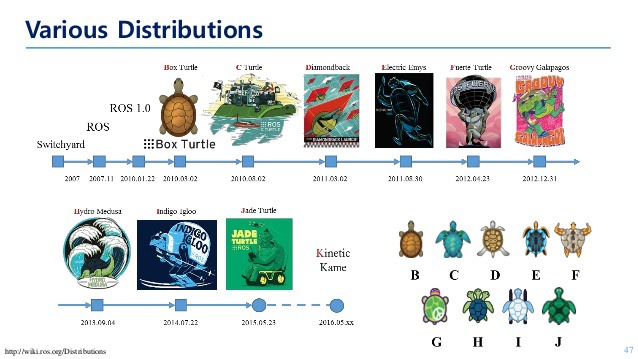 Various Distributions
Box Turtle
C Turtle
Diamondback
Electric Emys
Fuerte Turtle
Groovy Galapagos
ROS 1.0
ROS
Switchyard
Box Turtle
ROS
DIAMONDBACK LAUNCH
GROOVY
GALAPAGOS
2007
2007.11
2010.01.22
2010.03.02
2010.08.02
2011.03.02
2011.08.30
2012.04.23
2012.12.31
Hydro Medusa
Indigo Igloo
Jade Turtle
HYDRO
INDIGO
IGLOO
JADE
TURTLE
ROS
Kinetic
Kame
2013.09.04
2014.07.22
2015.05.23
2016.05.xx
B C D E F
G H I J
http://wiki.ros.org/Distributions
47